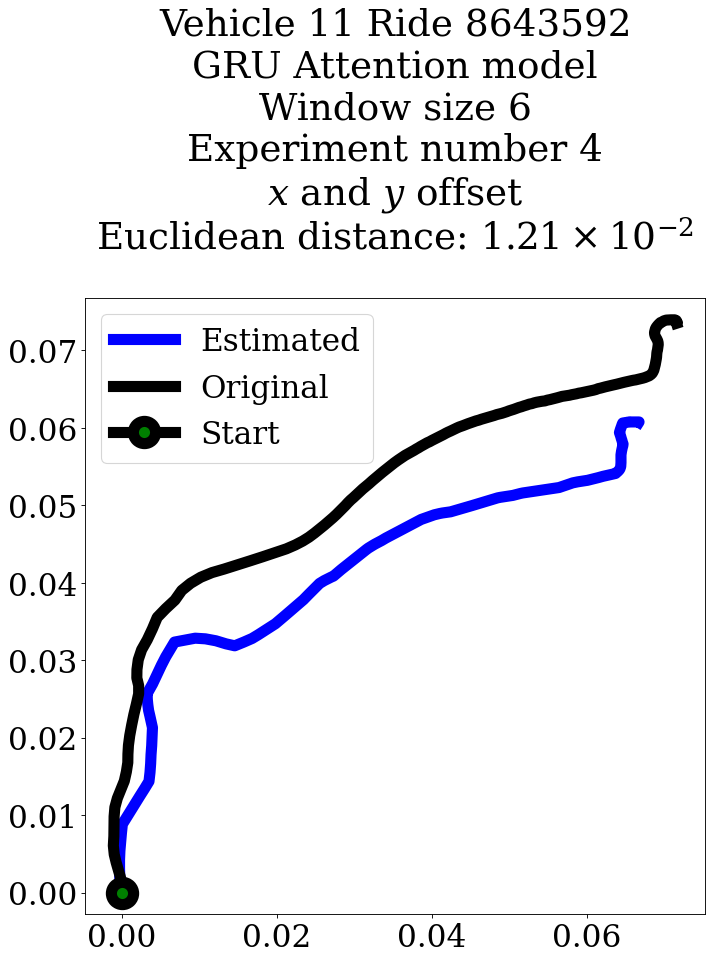 Vehicle 11 Ride 8643592
GRU Attention model
Window size 6
Experiment number 4
x and y offset
Euclidean distance: 1.21 × 10⁻²
Estimated
Original
Start
0.07
0.06
0.05
0.04
0.03
0.02
0.01
0.00
0.00 0.02 0.04 0.06